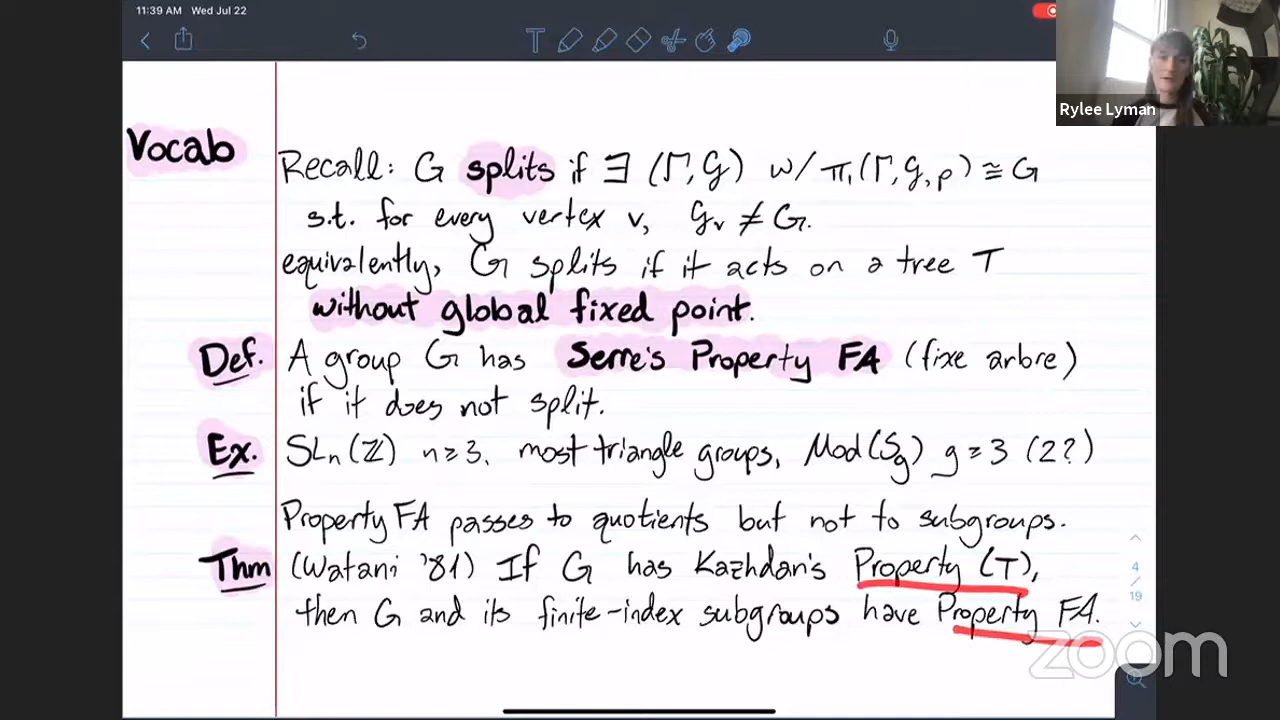 11:39 AM Wed Jul 22
Rylee Lyman
Vocab
Recall: G splits if ∃ (Γ, 𝒢) w/ π₁(Γ, 𝒢, p) ≅ G
s.t. for every vertex v, 𝒢ᵥ ≠ G.
equivalently, G splits if it acts on a tree T
without global fixed point.
Def. A group G has Serre's Property FA (fixe arbre)
if it does not split.
Ex. SLₙ(ℤ) n ≥ 3, most triangle groups, Mod(S_g) g ≥ 3 (2?)
Property FA passes to quotients but not to subgroups.
Thm (Watani '81) If G has Kazhdan's Property (T),
then G and its finite-index subgroups have Property FA.
4
/
19
zoom